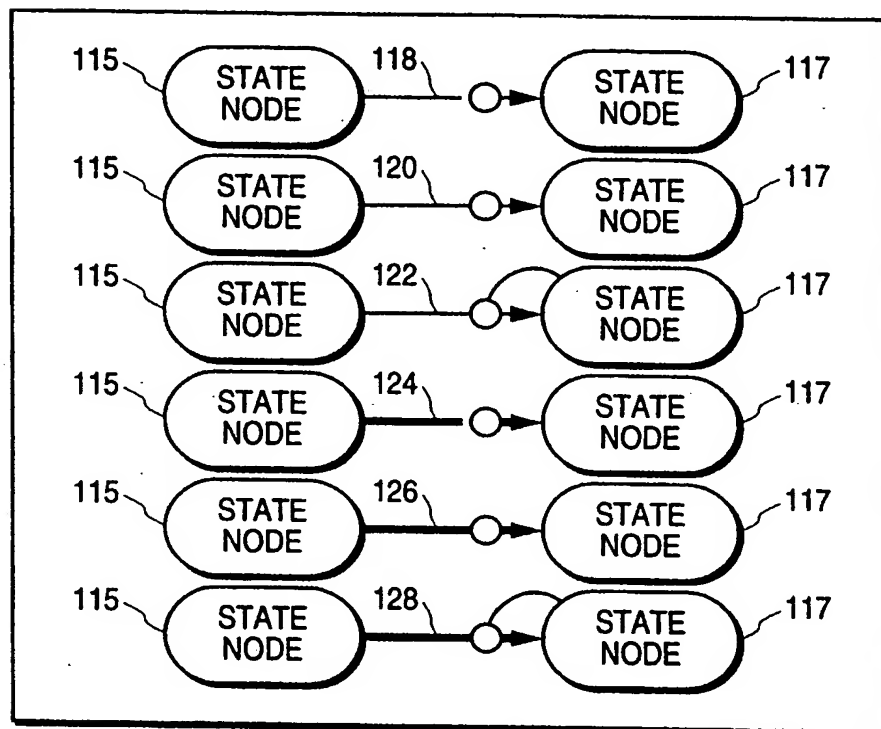 115 STATE NODE 118 STATE NODE 117
115 STATE NODE 120 STATE NODE 117
115 STATE NODE 122 STATE NODE 117
115 STATE NODE 124 STATE NODE 117
115 STATE NODE 126 STATE NODE 117
115 STATE NODE 128 STATE NODE 117